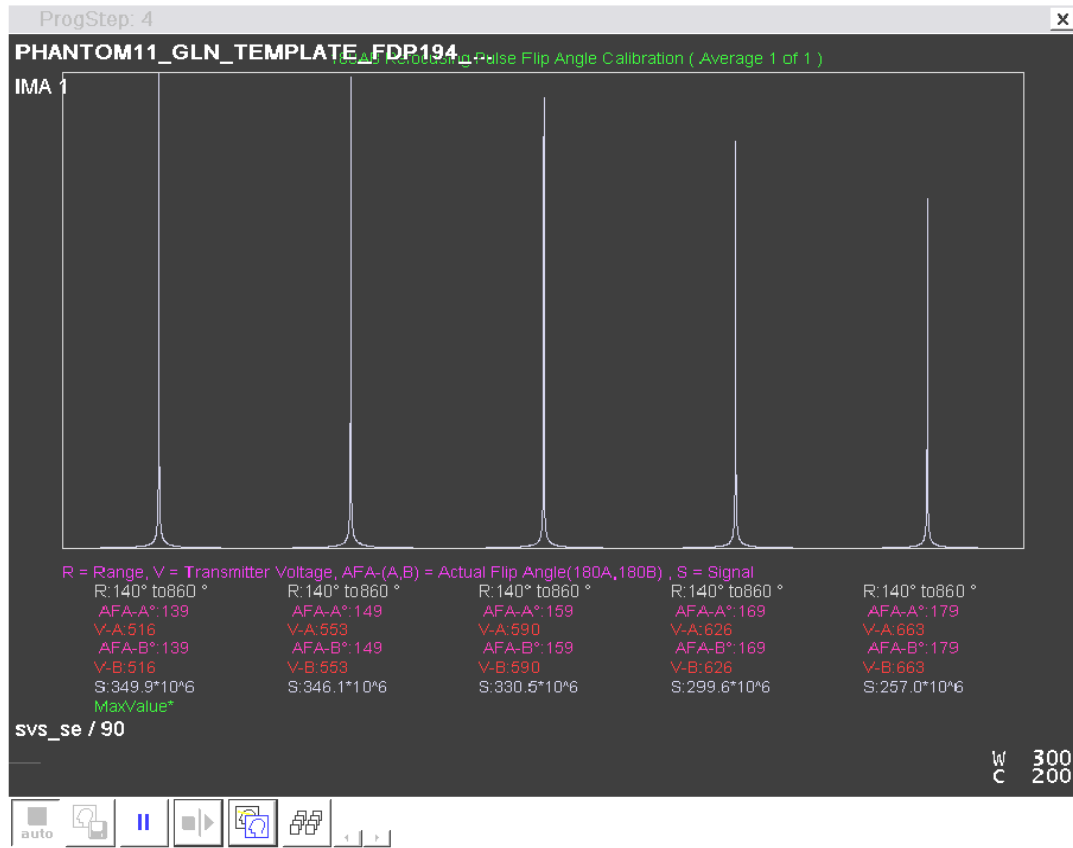 ProgStep: 4
PHANTOM11_GLN_TEMPLATE_FDP194_...
180AB Refocusing Pulse Flip Angle Calibration ( Average 1 of 1 )
IMA 1
R = Range, V = Transmitter Voltage, AFA-(A,B) = Actual Flip Angle(180A,180B) , S = Signal
R:140° to860 ° R:140° to860 ° R:140° to860 ° R:140° to860 ° R:140° to860 °
AFA-A°:139 AFA-A°:149 AFA-A°:159 AFA-A°:169 AFA-A°:179
V-A:516 V-A:553 V-A:590 V-A:626 V-A:663
AFA-B°:139 AFA-B°:149 AFA-B°:159 AFA-B°:169 AFA-B°:179
V-B:516 V-B:553 V-B:590 V-B:626 V-B:663
S:349.9*10^6 S:346.1*10^6 S:330.5*10^6 S:299.6*10^6 S:257.0*10^6
MaxValue*
svs_se / 90
W 300
C 200
auto